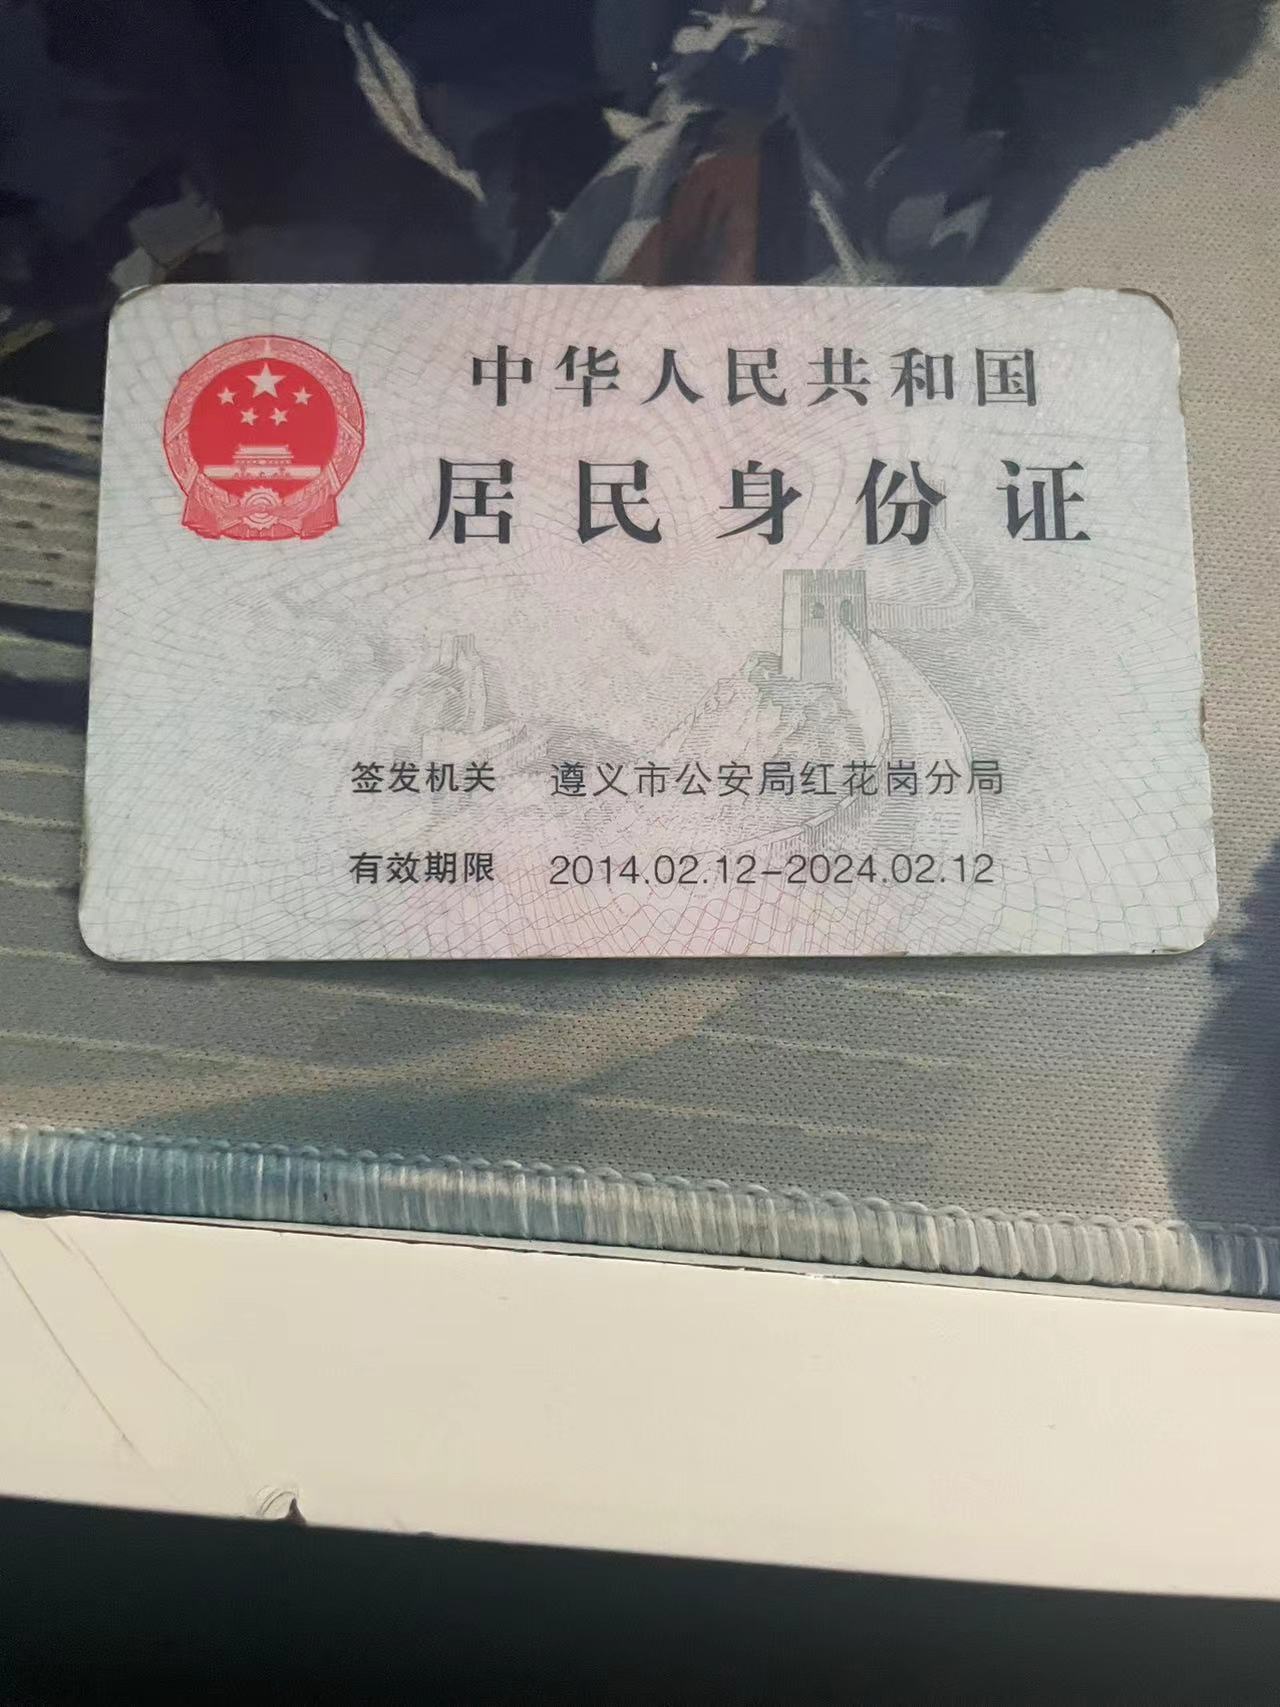 中华人民共和国
居民身份证
签发机关 遵义市公安局红花岗分局
有效期限 2014.02.12-2024.02.12